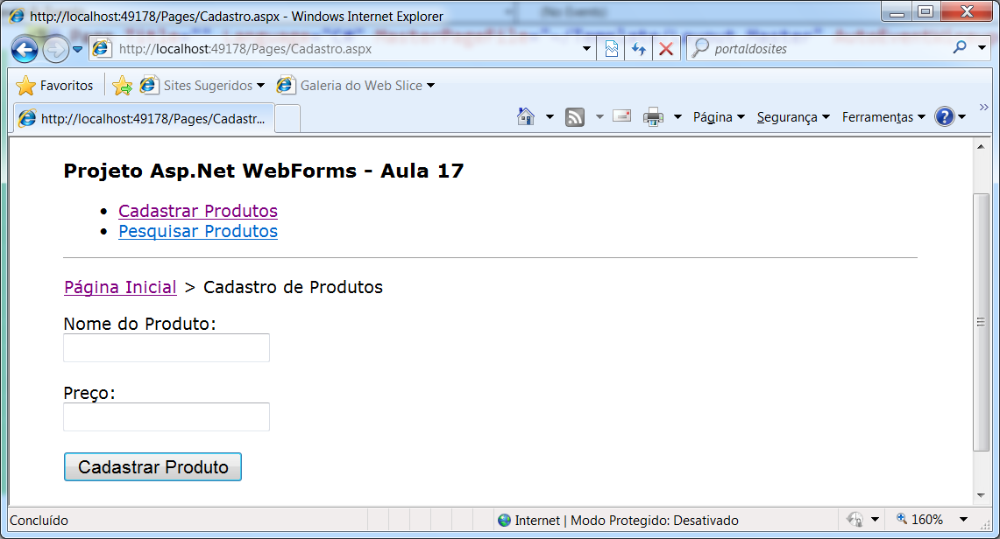 http://localhost:49178/Pages/Cadastro.aspx - Windows Internet Explorer
http://localhost:49178/Pages/Cadastro.aspx
portaldosites
Favoritos
Sites Sugeridos
Galeria do Web Slice
http://localhost:49178/Pages/Cadastr...
Página
Segurança
Ferramentas
Projeto Asp.Net WebForms - Aula 17
Cadastrar Produtos
Pesquisar Produtos
Página Inicial > Cadastro de Produtos
Nome do Produto:
Preço:
Cadastrar Produto
Concluído
Internet | Modo Protegido: Desativado
160%